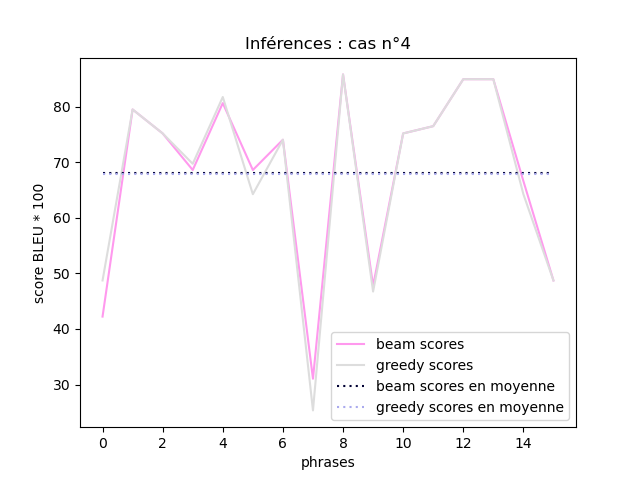 Inférences : cas n°4
score BLEU * 100
80
70
60
50
40
30
0 2 4 6 8 10 12 14
phrases
beam scores
greedy scores
beam scores en moyenne
greedy scores en moyenne